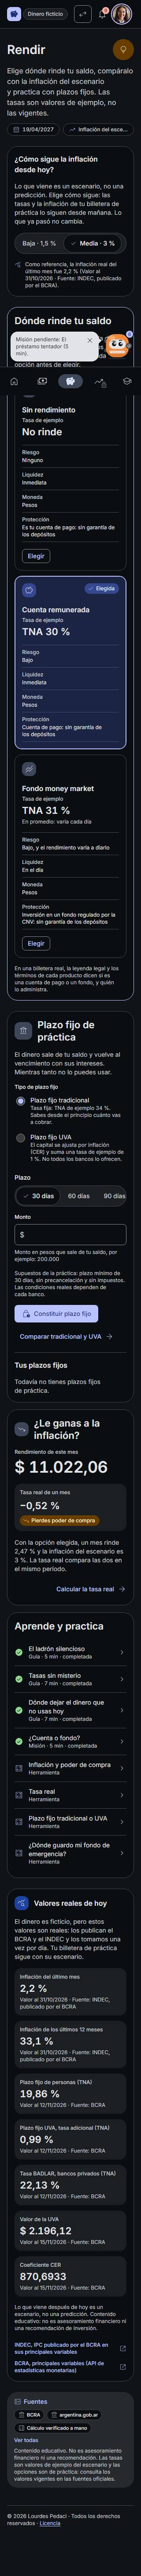 Dinero ficticio
Rendir
Elige dónde rinde tu saldo, compáralo
con la inflación del escenario
y practica con plazos fijos. Las
tasas son valores de ejemplo, no
las vigentes.
19/04/2027
Inflación del esce...
¿Cómo sigue la inflación
desde hoy?
Lo que viene es un escenario, no una
predicción. Elige cómo sigue: las
tasas y la inflación de tu billetera de
práctica lo siguen desde mañana. Lo
que ya pasó no cambia.
Baja · 1,5 %
Media · 3 %
Como referencia, la inflación real del
último mes fue 2,2 % (Valor al
31/10/2026 · Fuente: INDEC, publicado
por el BCRA).
Dónde rinde tu saldo
Misión pendiente: El
préstamo tentador (5
min).
opción antes de elegir.
Sin rendimiento
Tasa de ejemplo
No rinde
Riesgo
Ninguno
Liquidez
Inmediata
Moneda
Pesos
Protección
Es tu cuenta de pago: sin garantía de
los depósitos
Elegir
Elegida
Cuenta remunerada
Tasa de ejemplo
TNA 30 %
Riesgo
Bajo
Liquidez
Inmediata
Moneda
Pesos
Protección
Cuenta de pago: sin garantía de
los depósitos
Fondo money market
Tasa de ejemplo
TNA 31 %
En promedio: varía cada día
Riesgo
Bajo, y el rendimiento varía a diario
Liquidez
En el día
Moneda
Pesos
Protección
Inversión en un fondo regulado por la
CNV: sin garantía de los depósitos
Elegir
En una billetera real, la leyenda legal y los
términos de cada producto dicen si es
una cuenta de pago o un fondo, y quién
lo administra.
Plazo fijo de
práctica
El dinero sale de tu saldo y vuelve al
vencimiento con sus intereses.
Mientras tanto no lo puedes usar.
Tipo de plazo fijo
Plazo fijo tradicional
Tasa fija: TNA de ejemplo 34 %.
Sabes desde el principio cuánto vas
a cobrar.
Plazo fijo UVA
El capital se ajusta por inflación
(CER) y suma una tasa de ejemplo de
1 %. No todos los bancos lo ofrecen.
Plazo
30 días
60 días
90 días
Monto
$
Monto en pesos que sale de tu saldo, por
ejemplo: 200.000
Supuestos de la práctica: plazo mínimo de
30 días, sin precancelación y sin impuestos.
Las condiciones reales dependen de
cada banco.
Constituir plazo fijo
Comparar tradicional y UVA
Tus plazos fijos
Todavía no tienes plazos fijos
de práctica.
¿Le ganas a la
inflación?
Rendimiento de este mes
$ 11.022,06
Tasa real de un mes
−0,52 %
Pierdes poder de compra
Con la opción elegida, un mes rinde
2,47 % y la inflación del escenario es
3 %. La tasa real compara las dos en
el mismo período.
Calcular la tasa real
Aprende y practica
El ladrón silencioso
Guía · 5 min · completada
Tasas sin misterio
Guía · 7 min · completada
Dónde dejar el dinero que
no usas hoy
Guía · 7 min · completada
¿Cuenta o fondo?
Misión · 5 min · completada
Inflación y poder de compra
Herramienta
Tasa real
Herramienta
Plazo fijo tradicional o UVA
Herramienta
¿Dónde guardo mi fondo de
emergencia?
Herramienta
Valores reales de hoy
El dinero es ficticio, pero estos
valores son reales: los publican el
BCRA y el INDEC y los tomamos una
vez por día. Tu billetera de práctica
sigue con su escenario.
Inflación del último mes
2,2 %
Valor al 31/10/2026 · Fuente: INDEC,
publicado por el BCRA
Inflación de los últimos 12 meses
33,1 %
Valor al 31/10/2026 · Fuente: INDEC,
publicado por el BCRA
Plazo fijo de personas (TNA)
19,86 %
Valor al 12/11/2026 · Fuente: BCRA
Plazo fijo UVA, tasa adicional (TNA)
0,99 %
Valor al 12/11/2026 · Fuente: BCRA
Tasa BADLAR, bancos privados (TNA)
22,13 %
Valor al 12/11/2026 · Fuente: BCRA
Valor de la UVA
$ 2.196,12
Valor al 15/11/2026 · Fuente: BCRA
Coeficiente CER
870,6933
Valor al 15/11/2026 · Fuente: BCRA
Lo que viene después de hoy es un
escenario, no una predicción. Contenido
educativo: no es asesoramiento financiero ni
una recomendación de inversión.
INDEC, IPC publicado por el BCRA en
sus principales variables
BCRA, principales variables (API de
estadísticas monetarias)
Fuentes
BCRA
argentina.gob.ar
Cálculo verificado a mano
Ver todas
Contenido educativo. No es asesoramiento
financiero ni una recomendación. Las tasas
son valores de ejemplo del escenario y las
opciones son de práctica: consulta los
valores vigentes en las fuentes oficiales.
© 2026 Lourdes Pedaci · Todos los derechos
reservados · Licencia